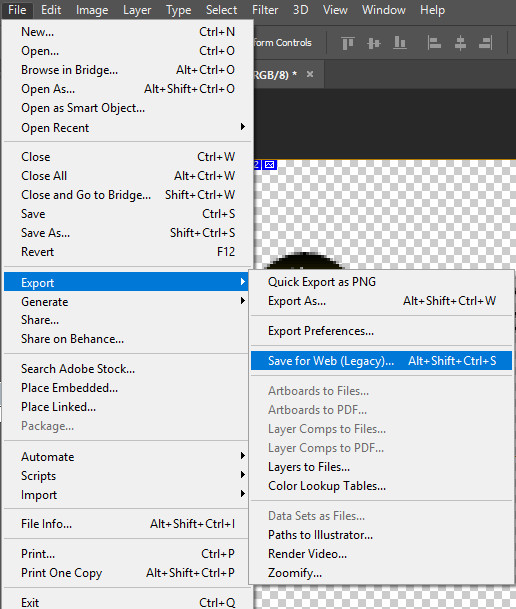 File Edit Image Layer Type Select Filter 3D View Window Help
New... Ctrl+N
Open... Ctrl+O
Browse in Bridge... Alt+Ctrl+O
Open As... Alt+Shift+Ctrl+O
Open as Smart Object...
Open Recent
Close Ctrl+W
Close All Alt+Ctrl+W
Close and Go to Bridge... Shift+Ctrl+W
Save Ctrl+S
Save As... Shift+Ctrl+S
Revert F12
Export
Generate
Share...
Share on Behance...
Search Adobe Stock...
Place Embedded...
Place Linked...
Package...
Automate
Scripts
Import
File Info... Alt+Shift+Ctrl+I
Print... Ctrl+P
Print One Copy Alt+Shift+Ctrl+P
Exit Ctrl+Q
form Controls
RGB/8) * ×
2
Quick Export as PNG
Export As... Alt+Shift+Ctrl+W
Export Preferences...
Save for Web (Legacy)... Alt+Shift+Ctrl+S
Artboards to Files...
Artboards to PDF...
Layer Comps to Files...
Layer Comps to PDF...
Layers to Files...
Color Lookup Tables...
Data Sets as Files...
Paths to Illustrator...
Render Video...
Zoomify...